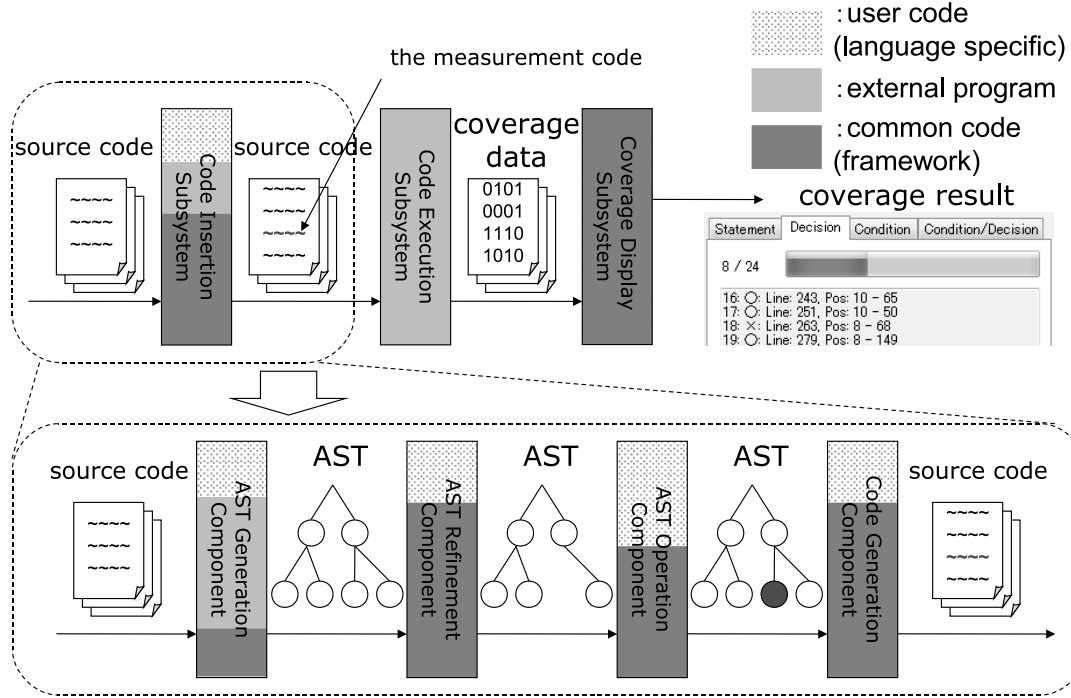 : user code
(language specific)
: external program
: common code
(framework)
the measurement code
source code
~~~~
~~~~
~~~~
Code Insertion
Subsystem
source code
~~~~
~~~~
~~~~
~~~~
Code Execution
Subsystem
coverage
data
0101
0001
1110
1010
Coverage Display
Subsystem
coverage result
Statement Decision Condition Condition/Decision
8 / 24
16: ○: Line: 243, Pos: 10 - 65
17: ○: Line: 251, Pos: 10 - 50
18: ×: Line: 263, Pos: 8 - 68
19: ○: Line: 279, Pos: 8 - 149
source code
~~~~
~~~~
~~~~
AST Generation
Component
AST
AST Refinement
Component
AST
AST Operation
Component
AST
Code Generation
Component
source code
~~~~
~~~~
~~~~
~~~~